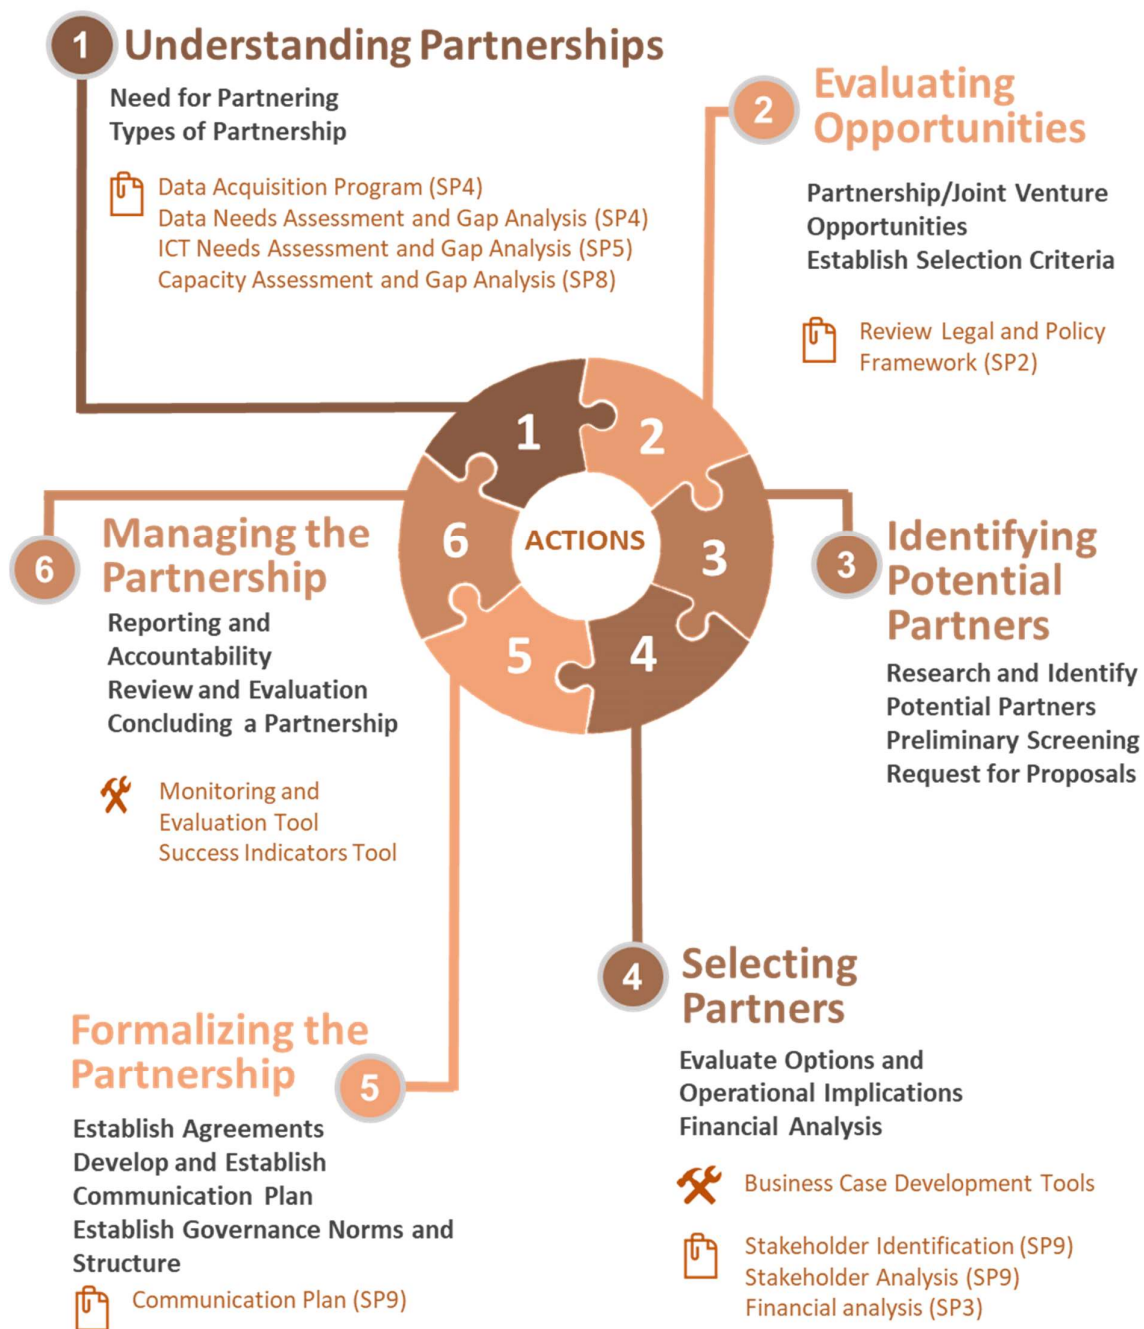 1 Understanding Partnerships
Need for Partnering
Types of Partnership
Data Acquisition Program (SP4)
Data Needs Assessment and Gap Analysis (SP4)
ICT Needs Assessment and Gap Analysis (SP5)
Capacity Assessment and Gap Analysis (SP8)
2
Evaluating
Opportunities
Partnership/Joint Venture
Opportunities
Establish Selection Criteria
Review Legal and Policy
Framework (SP2)
1
2
3
4
5
6
ACTIONS
3
Identifying
Potential
Partners
Research and Identify
Potential Partners
Preliminary Screening
Request for Proposals
4
Selecting
Partners
Evaluate Options and
Operational Implications
Financial Analysis
Business Case Development Tools
Stakeholder Identification (SP9)
Stakeholder Analysis (SP9)
Financial analysis (SP3)
5
Formalizing the
Partnership
Establish Agreements
Develop and Establish
Communication Plan
Establish Governance Norms and
Structure
Communication Plan (SP9)
6
Managing the
Partnership
Reporting and
Accountability
Review and Evaluation
Concluding a Partnership
Monitoring and
Evaluation Tool
Success Indicators Tool